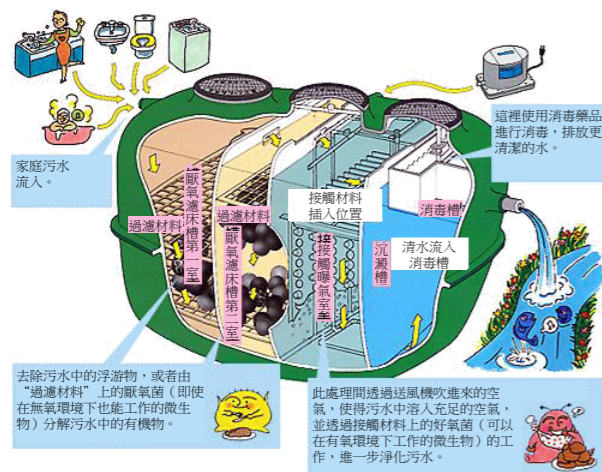 家庭污水
流入。
這裡使用消毒藥品
進行消毒，排放更
清潔的水。
過濾材料
厭氧濾床槽第一室
過濾材料
厭氧濾床槽第二室
接觸材料
插入位置
接觸曝氣室
沉澱槽
消毒槽
清水流入
消毒槽
去除污水中的浮游物，或者由
“過濾材料”上的厭氧菌（即使
在無氧環境下也能工作的微生
物）分解污水中的有機物。
此處理間透過送風機吹進來的空
氣，使得污水中溶入充足的空氣，
並透過接觸材料上的好氧菌（可以
在有氧環境下工作的微生物）的工
作，進一步淨化污水。